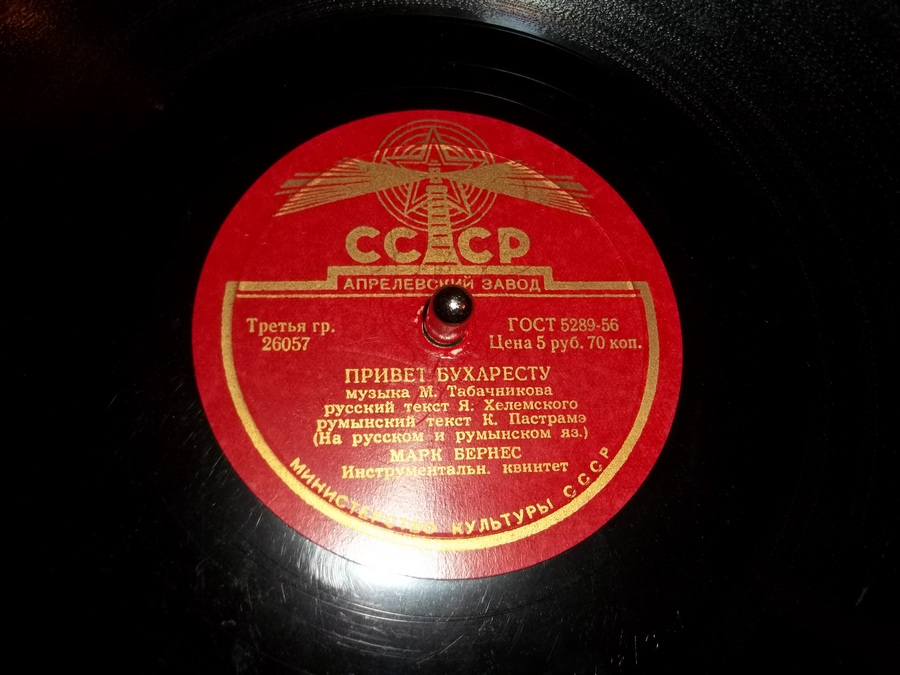 СССР
АПРЕЛЕВСКИЙ ЗАВОД
Третья гр.
26057
ГОСТ 5289-56
Цена 5 руб. 70 коп.
ПРИВЕТ БУХАРЕСТУ
музыка М. Табачникова
русский текст Я. Хелемского
румынский текст К. Пастрамэ
(На русском и румынском яз.)
МАРК БЕРНЕС
Инструментальн. квинтет
МИНИСТЕРСТВО КУЛЬТУРЫ СССР